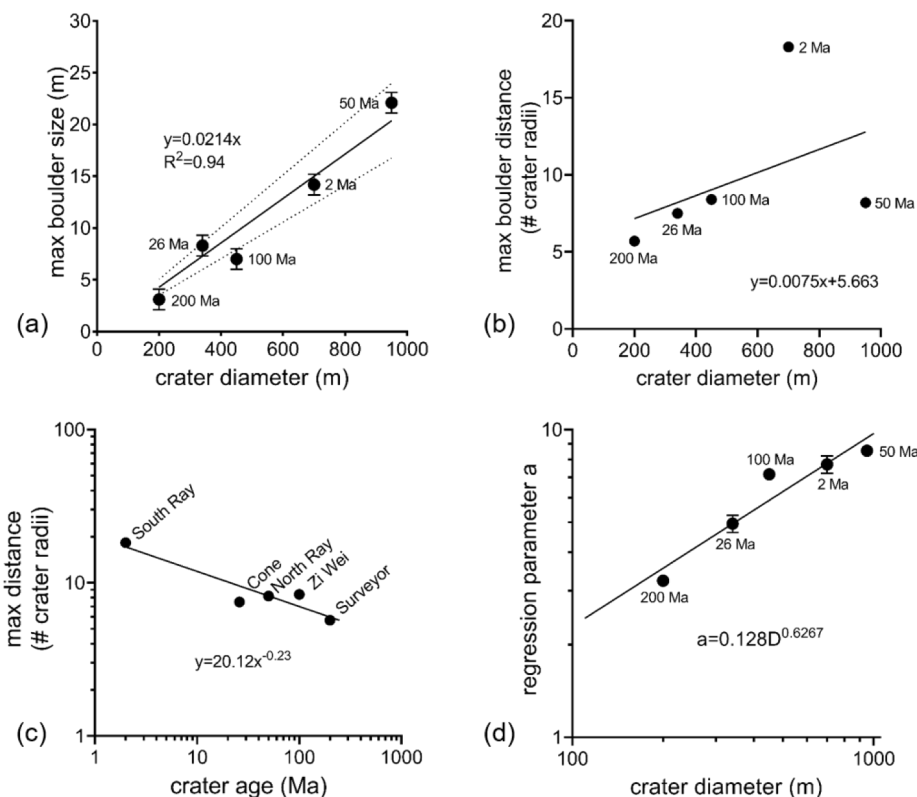 30
25
20
15
10
5
0
max boulder size (m)
y=0.0214x
R²=0.94
50 Ma
2 Ma
26 Ma
100 Ma
200 Ma
(a)
0 200 400 600 800 1000
crater diameter (m)
20
15
10
5
0
max boulder distance
(# crater radii)
2 Ma
100 Ma
50 Ma
26 Ma
200 Ma
y=0.0075x+5.663
(b)
0 200 400 600 800 1000
crater diameter (m)
100
10
1
max distance
(# crater radii)
South Ray
Cone
North Ray
Zi Wei
Surveyor
y=20.12x^-0.23
(c)
1 10 100 1000
crater age (Ma)
10
1
regression parameter a
100 Ma
50 Ma
2 Ma
26 Ma
200 Ma
a=0.128D^0.6267
(d)
100 1000
crater diameter (m)